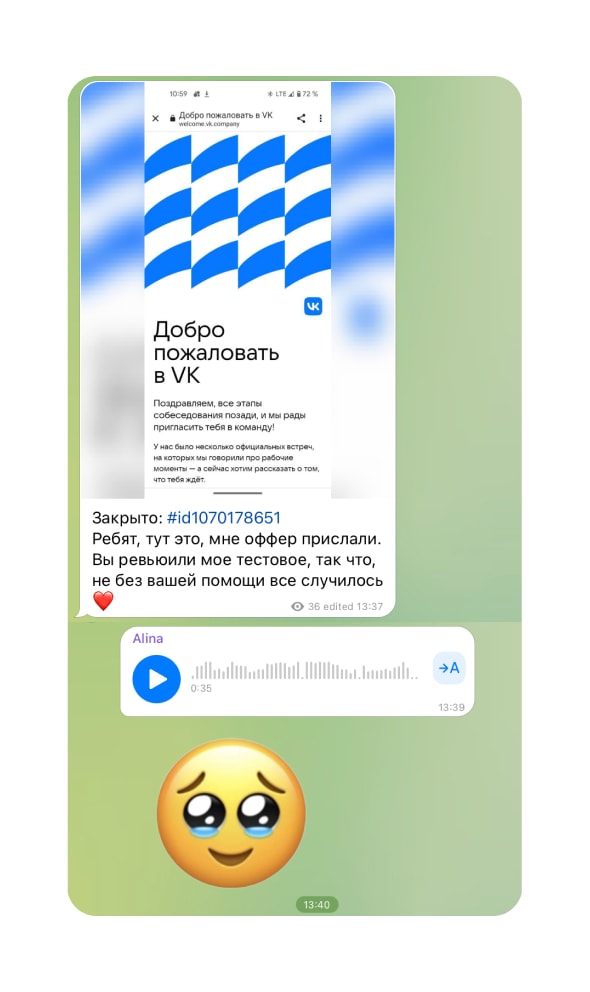 10:59 LTE 72 %
Добро пожаловать в VK
welcome.vk.company
Добро
пожаловать
в VK
Поздравляем, все этапы
собеседования позади, и мы рады
пригласить тебя в команду!
У нас было несколько официальных встреч,
на которых мы говорили про рабочие
моменты — а сейчас хотим рассказать о том,
что тебя ждёт.
Закрыто: #id1070178651
Ребят, тут это, мне оффер прислали.
Вы ревьюили мое тестовое, так что,
не без вашей помощи все случилось
❤️
36 edited 13:37
Alina
→A
0:35
13:39
13:40